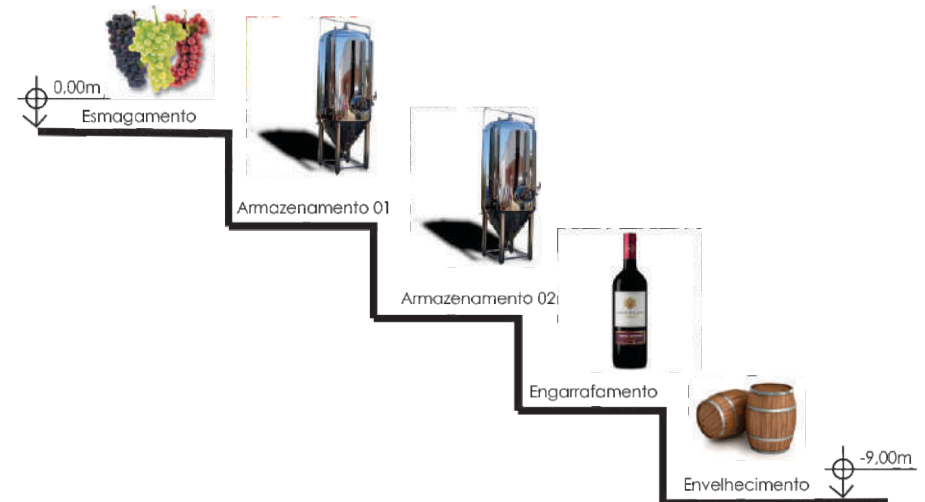 0,00m
Esmagamento
Armazenamento 01
Armazenamento 02
Engarrafamento
-9,00m
Envelhecimento